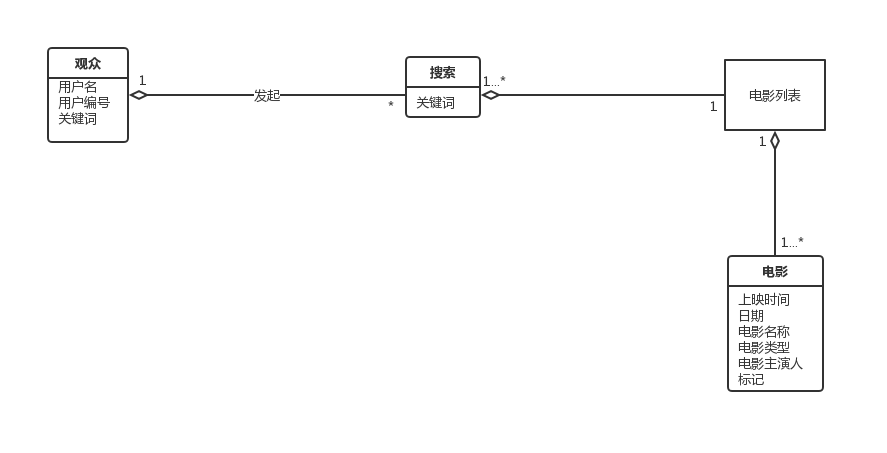 观众
用户名
用户编号
关键词
1
发起
*
搜索
关键词
1...*
1
电影列表
1
1...*
电影
上映时间
日期
电影名称
电影类型
电影主演人
标记